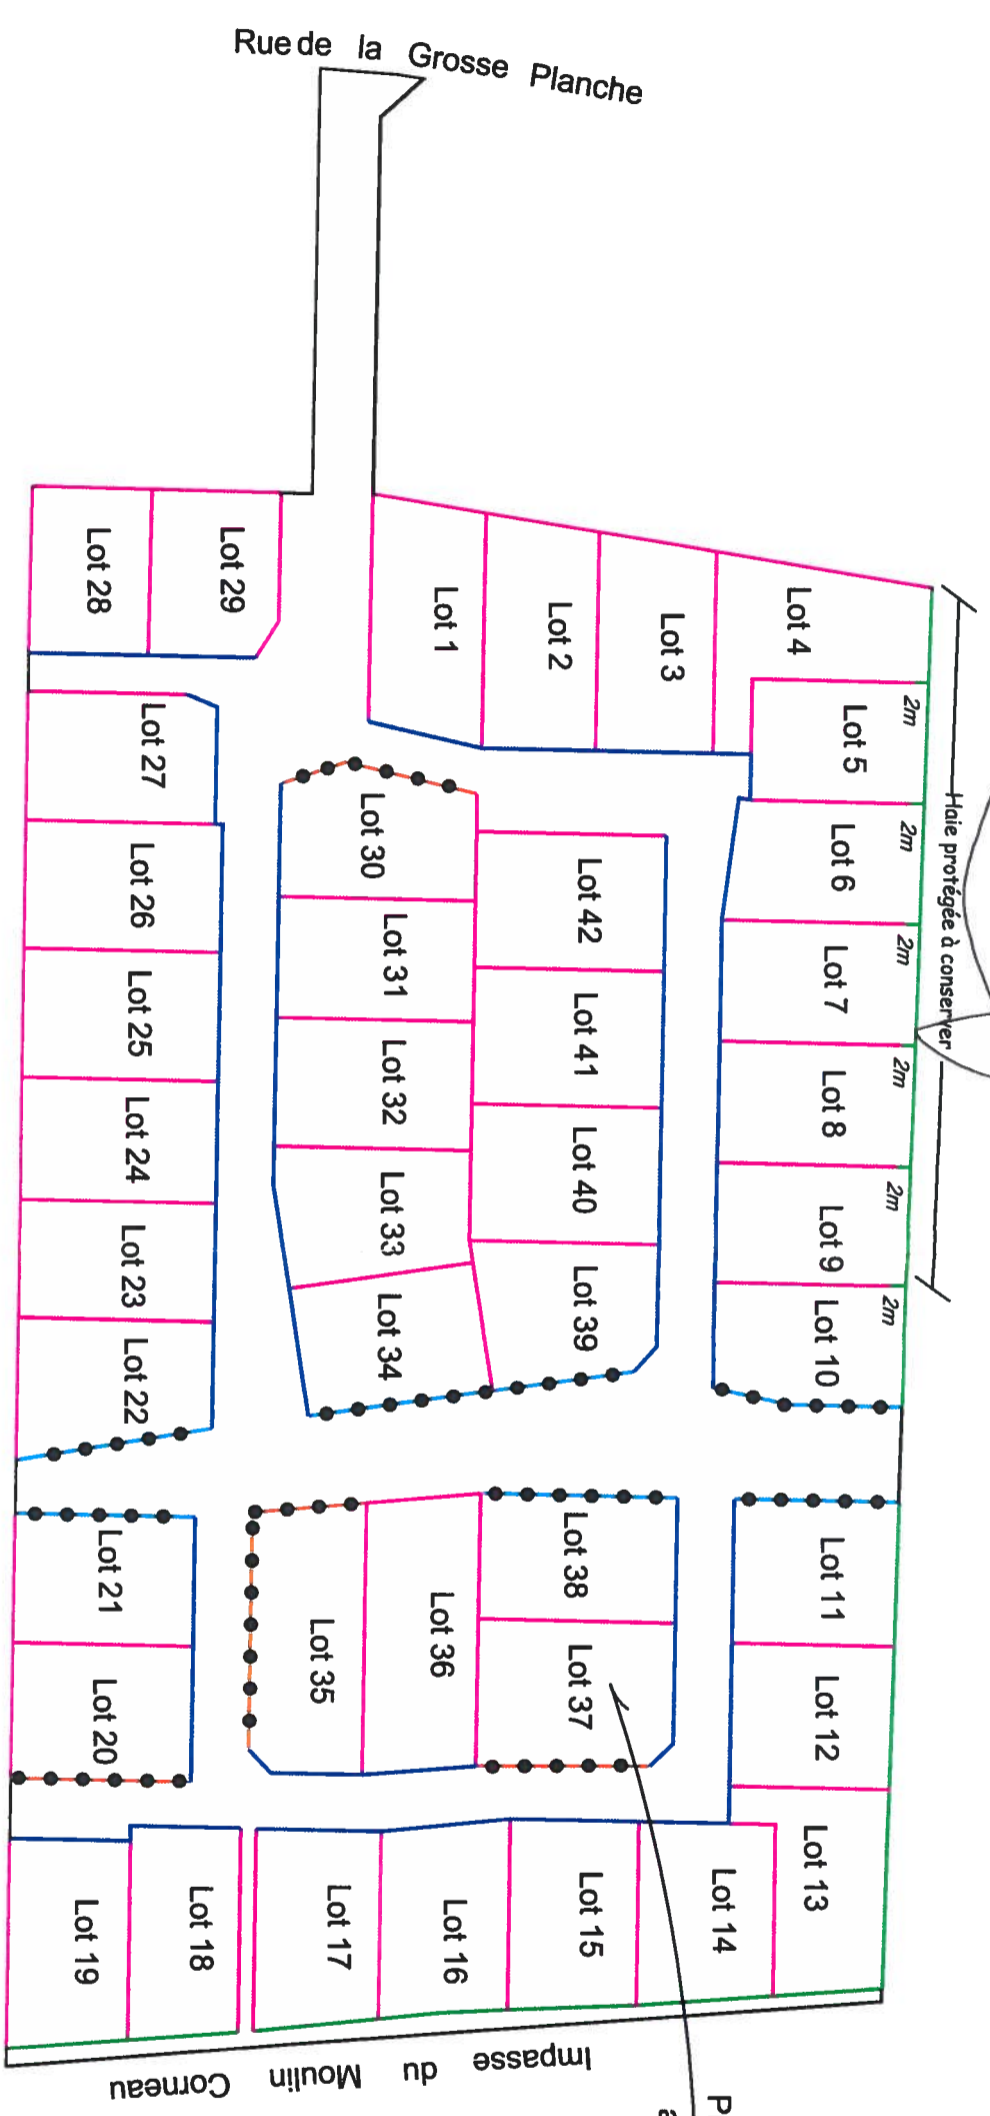 Rue de la Grosse Planche
Lot 28
Lot 29
Lot 1
Lot 2
Lot 3
Lot 4
2m
Lot 5
Haie protégée à conserver
2m
Lot 6
2m
Lot 7
2m
Lot 8
2m
Lot 9
2m
Lot 10
Lot 27
Lot 26
Lot 25
Lot 24
Lot 23
Lot 22
Lot 30
Lot 31
Lot 32
Lot 33
Lot 34
Lot 42
Lot 41
Lot 40
Lot 39
Lot 21
Lot 20
Lot 35
Lot 36
Lot 38
Lot 37
Lot 11
Lot 12
Lot 13
Lot 14
Lot 15
Lot 16
Lot 17
Lot 18
Lot 19
Impasse du Moulin Corneau
P